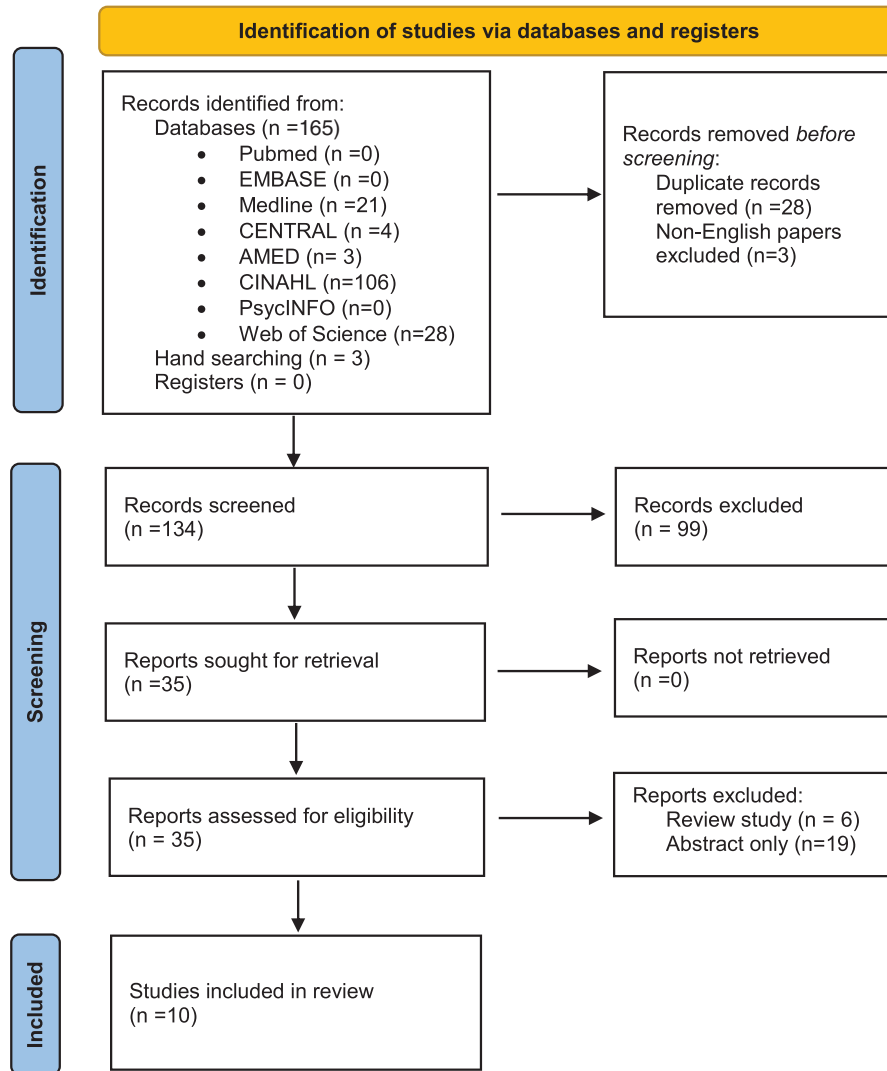 Identification of studies via databases and registers
Identification
Records identified from:
Databases (n =165)
• Pubmed (n =0)
• EMBASE (n =0)
• Medline (n =21)
• CENTRAL (n =4)
• AMED (n= 3)
• CINAHL (n=106)
• PsycINFO (n=0)
• Web of Science (n=28)
Hand searching (n = 3)
Registers (n = 0)
Records removed before
screening:
Duplicate records
removed (n =28)
Non-English papers
excluded (n=3)
Screening
Records screened
(n =134)
Records excluded
(n = 99)
Reports sought for retrieval
(n =35)
Reports not retrieved
(n =0)
Reports assessed for eligibility
(n = 35)
Reports excluded:
Review study (n = 6)
Abstract only (n=19)
Included
Studies included in review
(n =10)